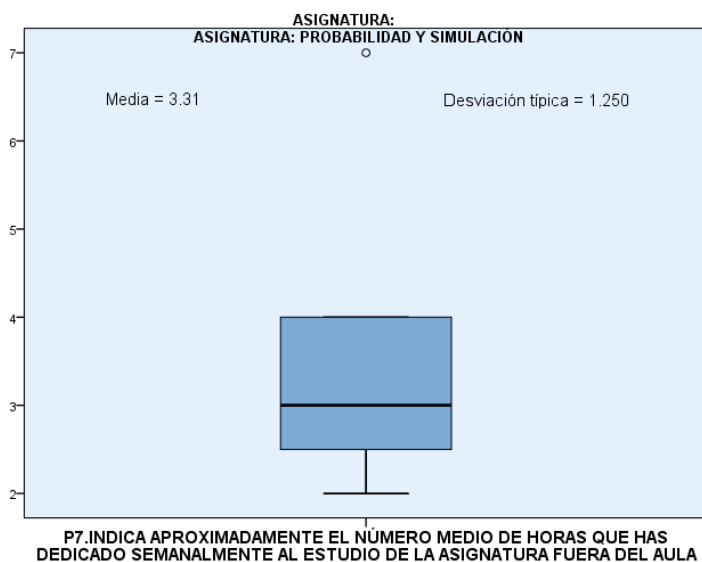 ASIGNATURA:
ASIGNATURA: PROBABILIDAD Y SIMULACIÓN
7
Media = 3.31
Desviación típica = 1.250
6
5
4
3
2
P7.INDICA APROXIMADAMENTE EL NÚMERO MEDIO DE HORAS QUE HAS
DEDICADO SEMANALMENTE AL ESTUDIO DE LA ASIGNATURA FUERA DEL AULA